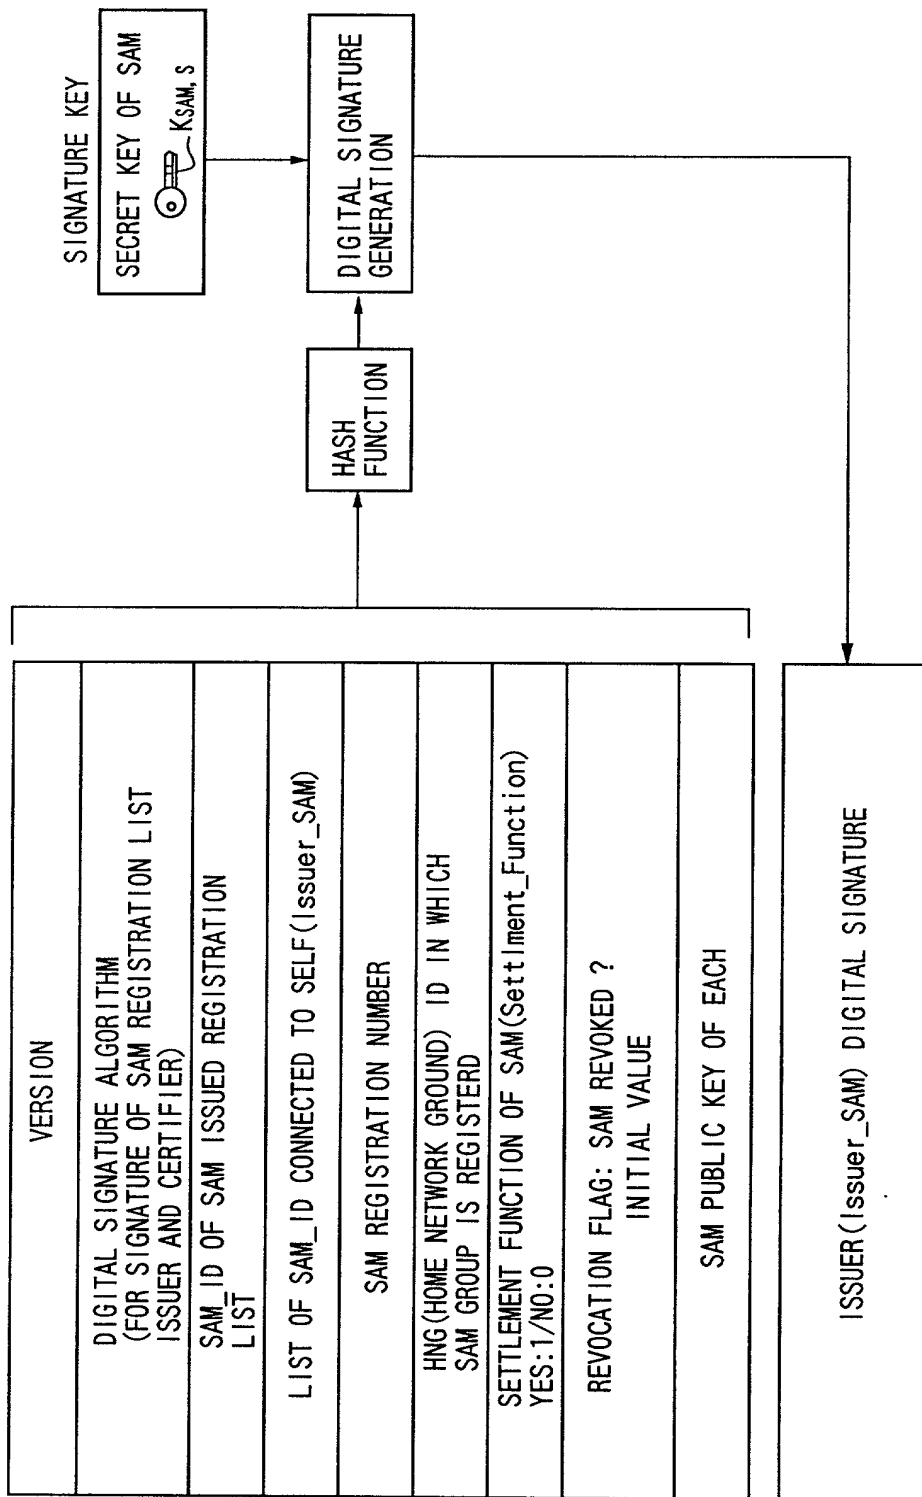 VERSION
DIGITAL SIGNATURE ALGORITHM
(FOR SIGNATURE OF SAM REGISTRATION LIST
ISSUER AND CERTIFIER)
SAM_ID OF SAM ISSUED REGISTRATION
LIST
LIST OF SAM_ID CONNECTED TO SELF(Issuer_SAM)
SAM REGISTRATION NUMBER
HNG(HOME NETWORK GROUND) ID IN WHICH
SAM GROUP IS REGISTERD
SETTLEMENT FUNCTION OF SAM(Settlment_Function)
YES:1/NO:0
REVOCATION FLAG: SAM REVOKED ?
INITIAL VALUE
SAM PUBLIC KEY OF EACH
ISSUER(Issuer_SAM) DIGITAL SIGNATURE
HASH
FUNCTION
SIGNATURE KEY
SECRET KEY OF SAM
KSAM, S
DIGITAL SIGNATURE
GENERATION